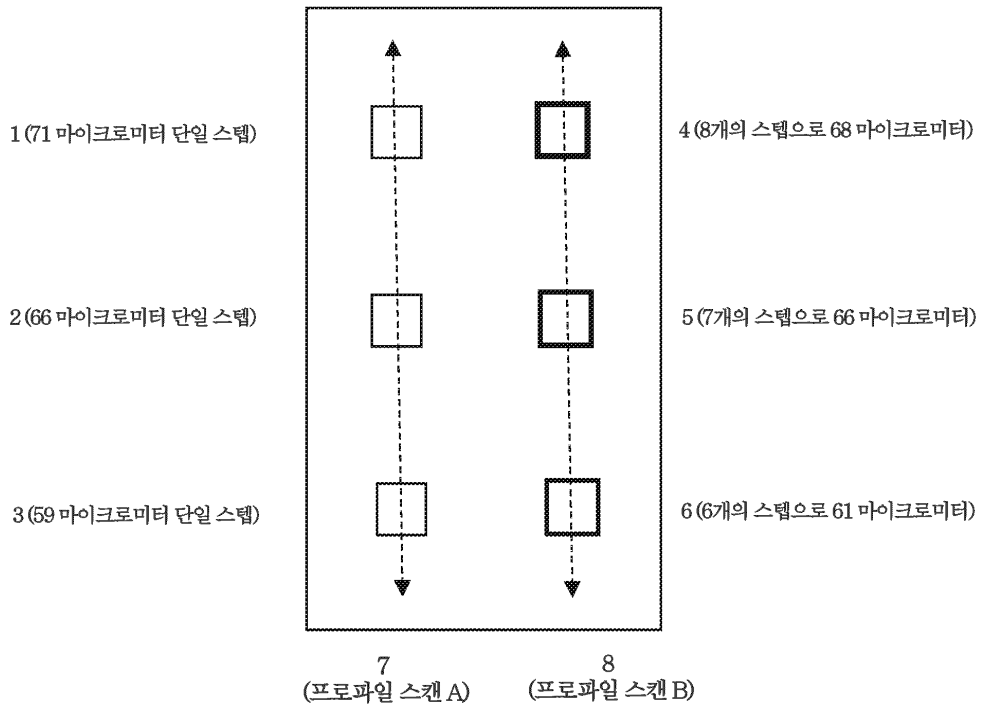 1 (71 마이크로미터 단일 스텝)
4 (8개의 스텝으로 68 마이크로미터)
2 (66 마이크로미터 단일 스텝)
5 (7개의 스텝으로 66 마이크로미터)
3 (59 마이크로미터 단일 스텝)
6 (6개의 스텝으로 61 마이크로미터)
7
(프로파일 스캔 A)
8
(프로파일 스캔 B)